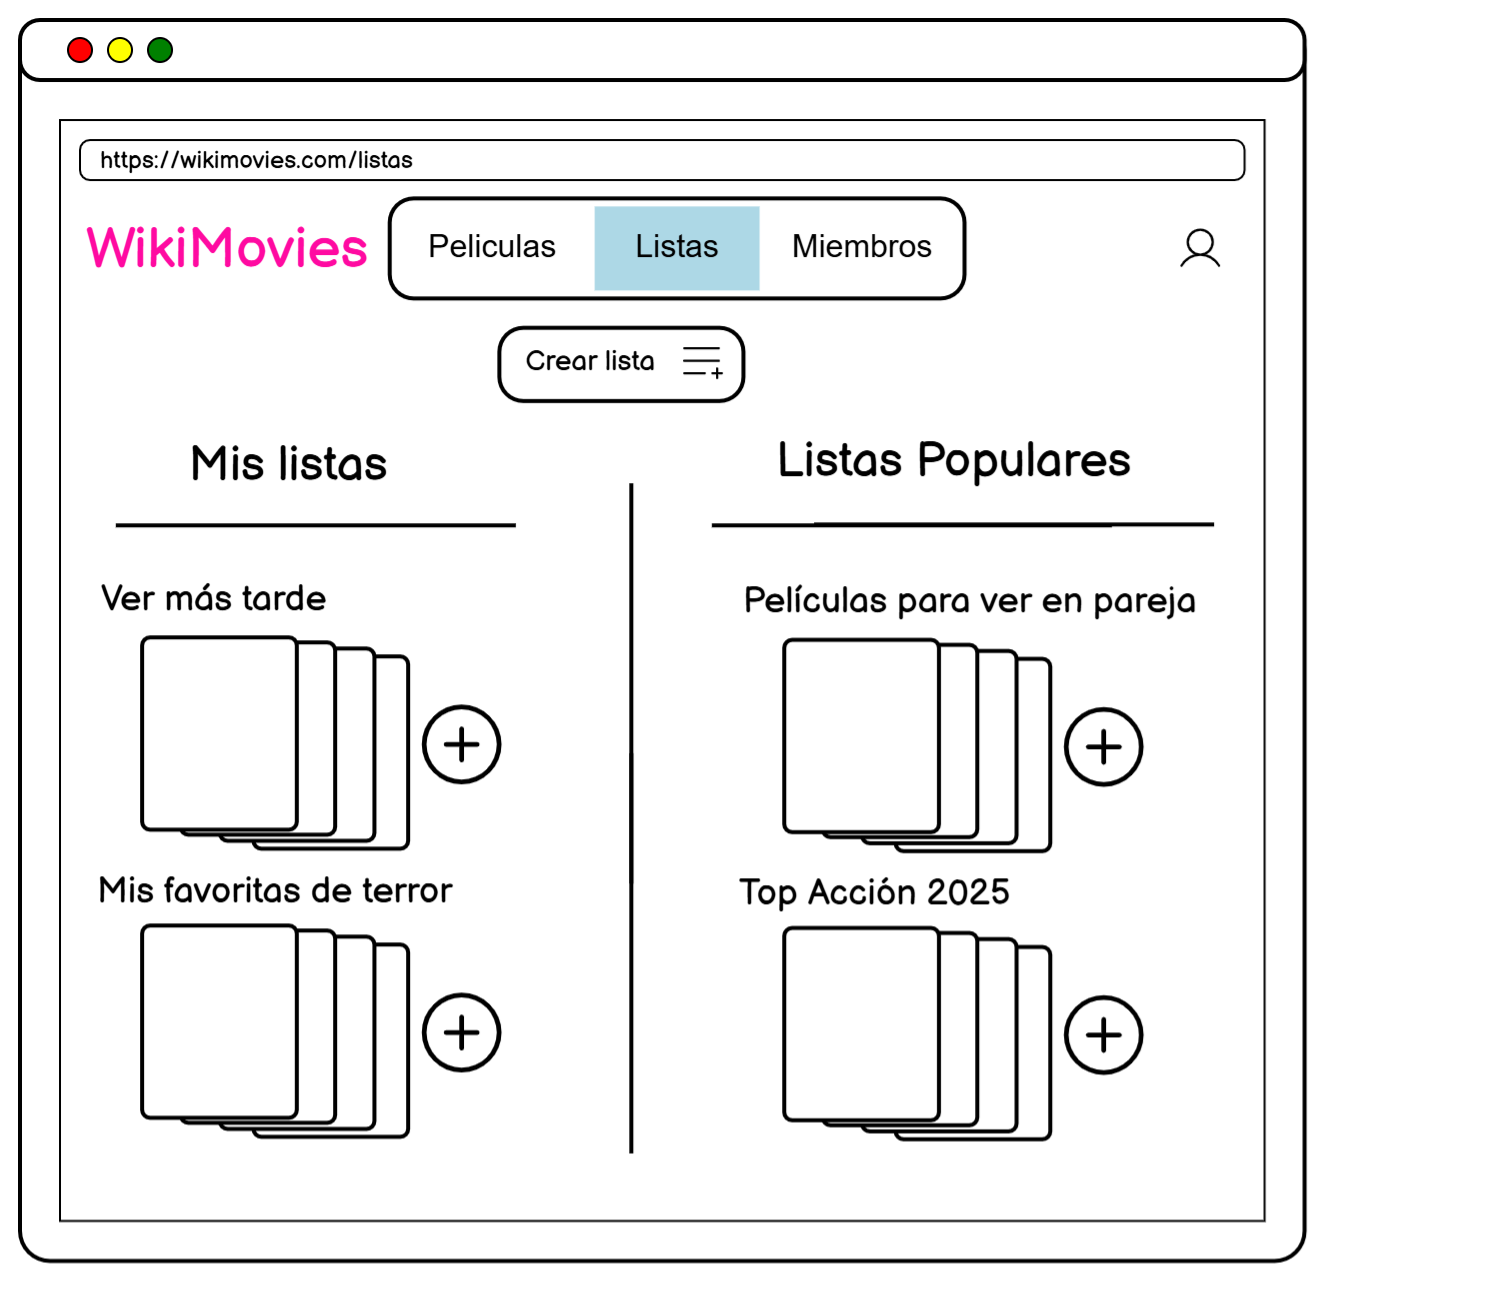 https://wikimovies.com/listas
WikiMovies
Peliculas
Listas
Miembros
Crear lista
Mis listas
Listas Populares
Ver más tarde
Películas para ver en pareja
Mis favoritas de terror
Top Acción 2025